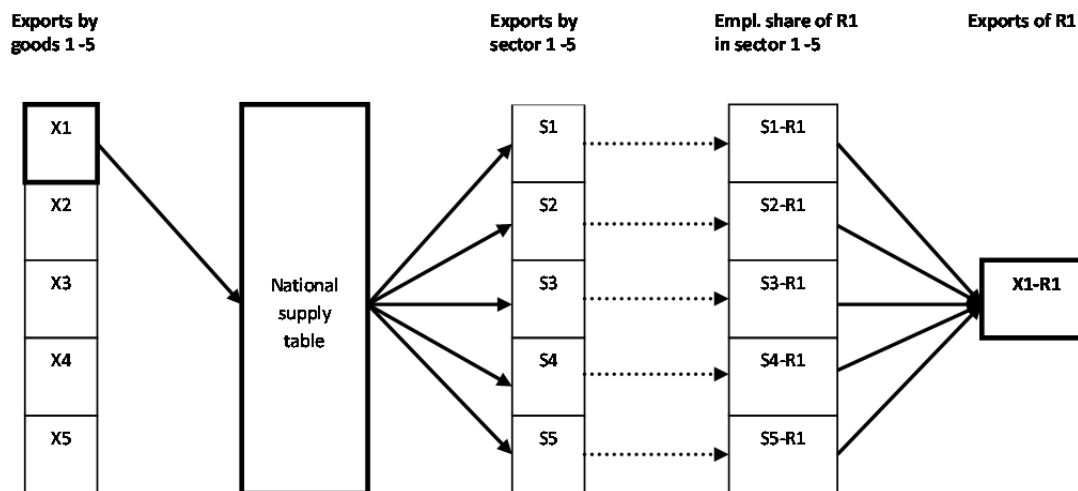 Exports by
goods 1 -5
Exports by
sector 1 -5
Empl. share of R1
in sector 1 -5
Exports of R1
X1
X2
X3
X4
X5
National
supply
table
S1
S2
S3
S4
S5
S1-R1
S2-R1
S3-R1
S4-R1
S5-R1
X1-R1